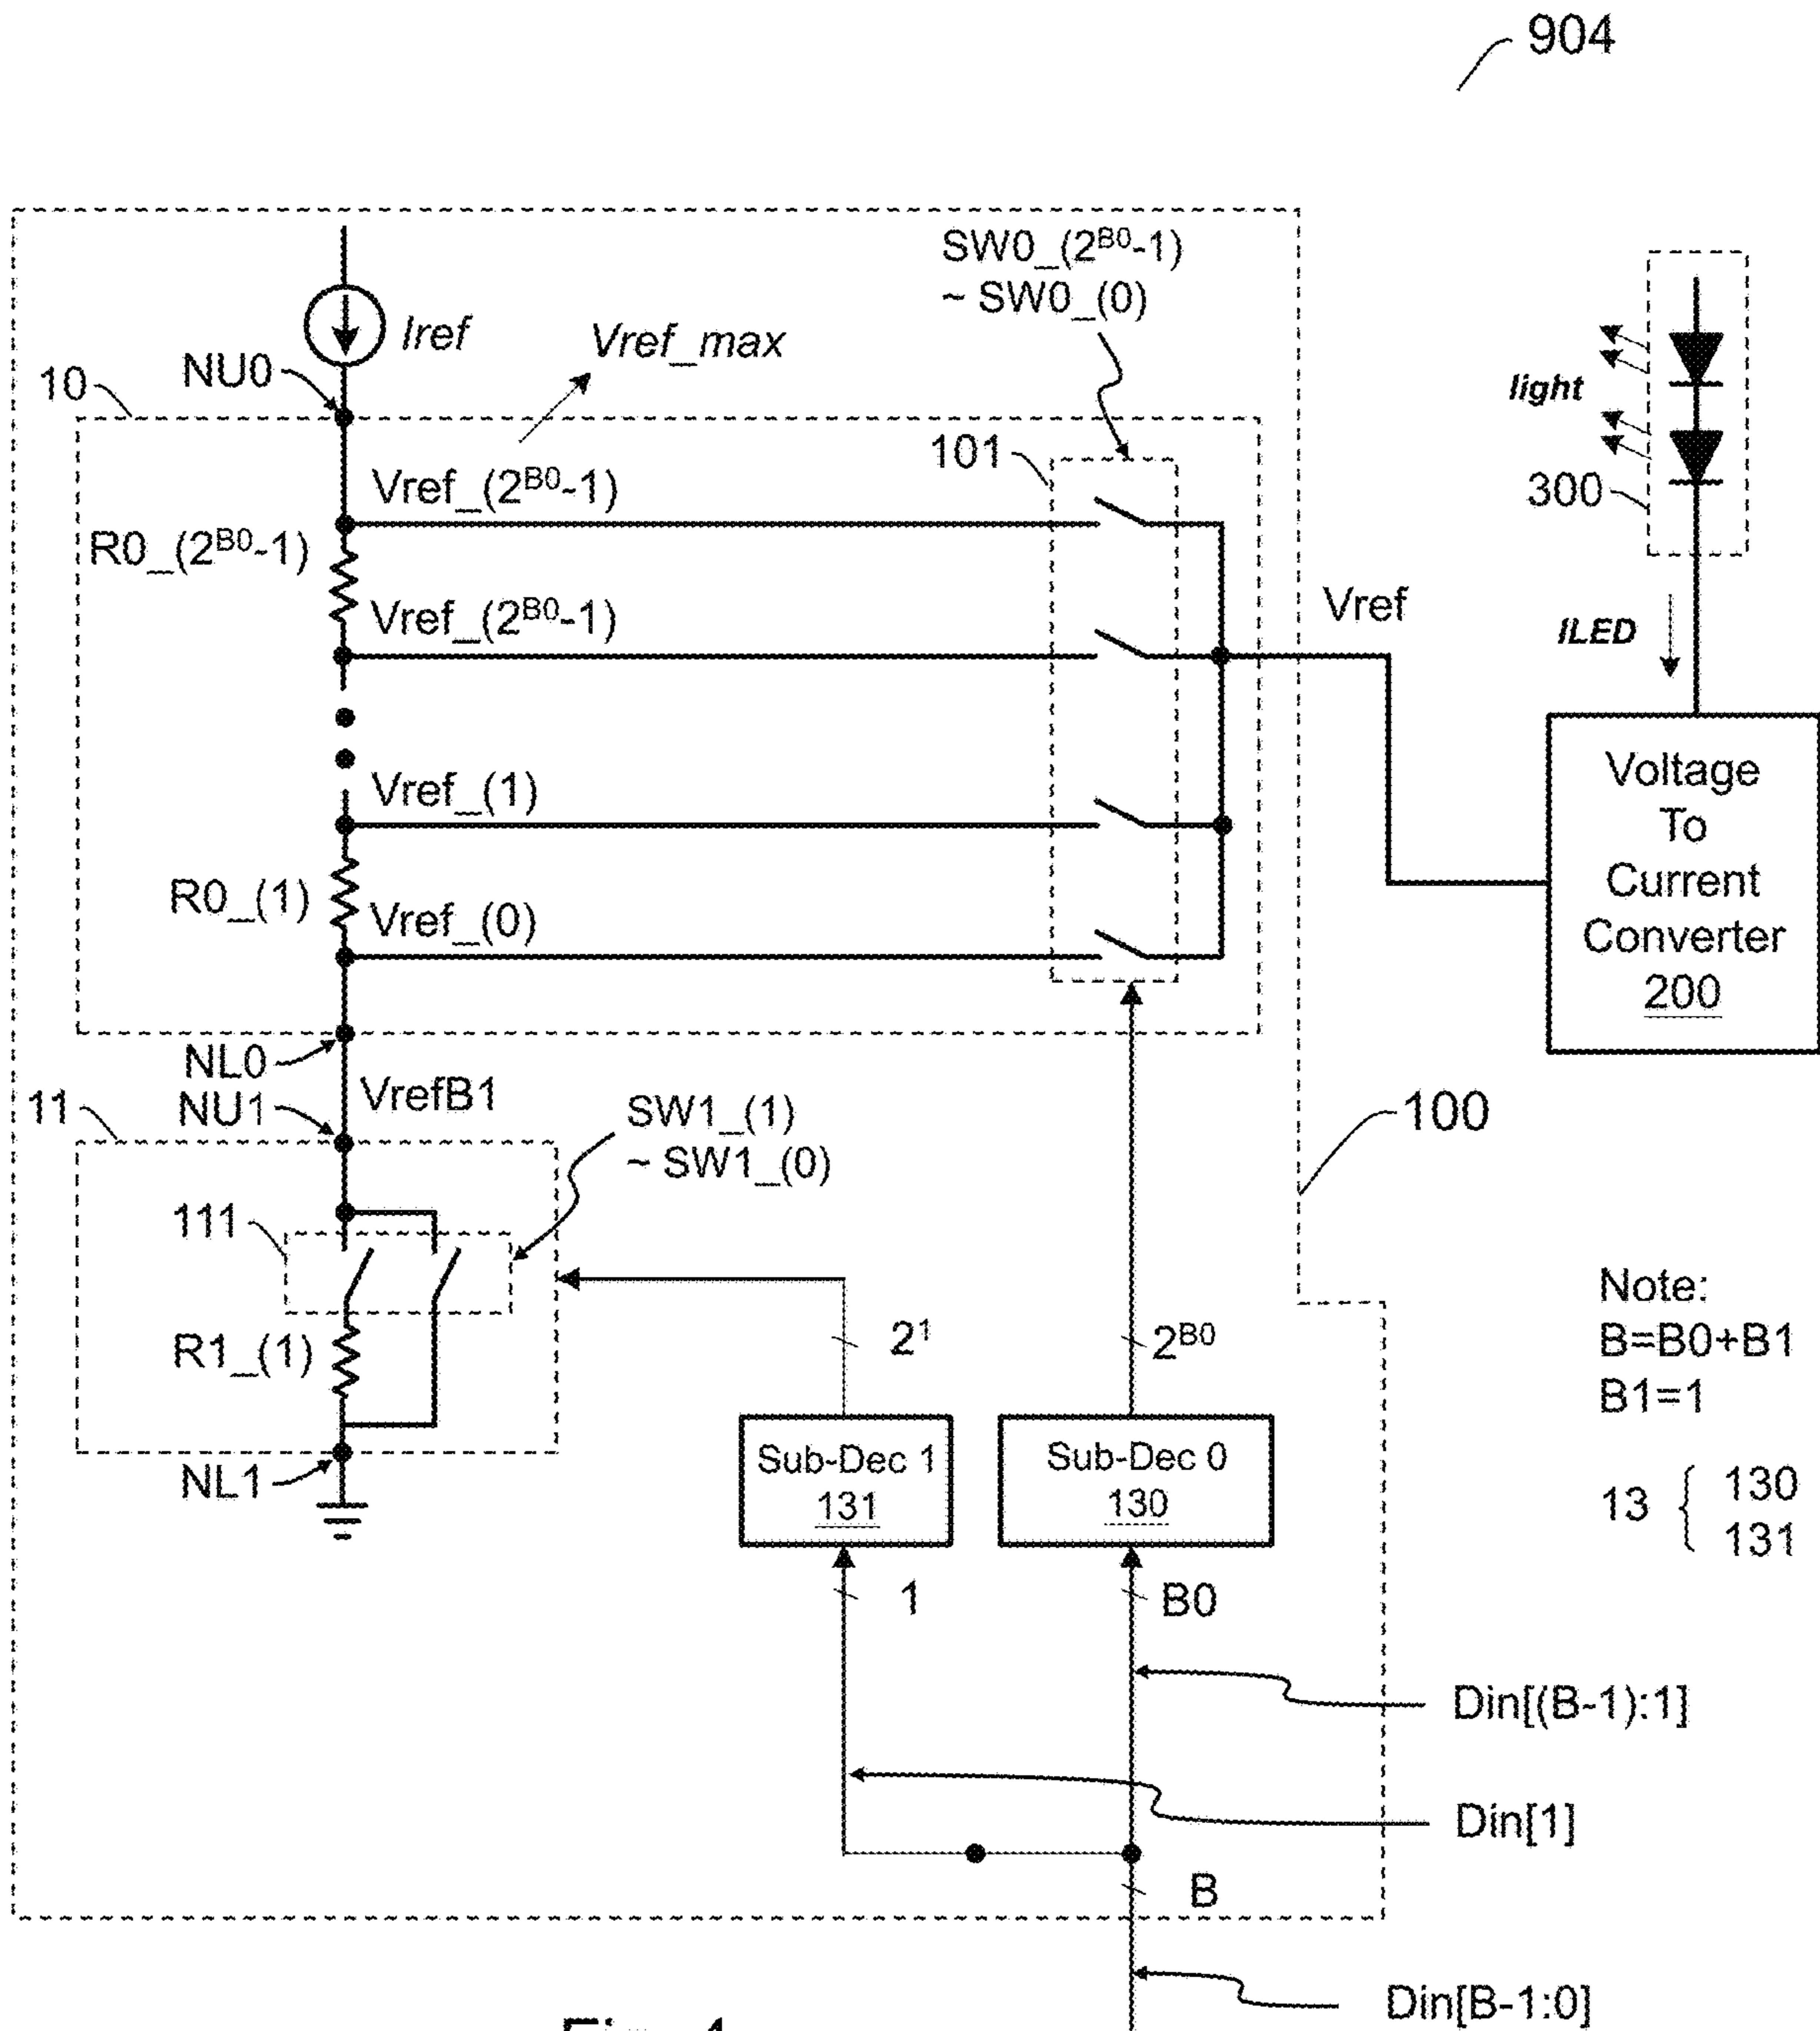 904
SW0_(2^B0-1)
~ SW0_(0)
Iref
Vref_max
NU0
10
light
101
300
Vref_(2^B0-1)
R0_(2^B0-1)
Vref_(2^B0-1)
Vref
ILED
Vref_(1)
R0_(1)
Vref_(0)
Voltage
To
Current
Converter
200
NL0
VrefB1
NU1
11
SW1_(1)
~ SW1_(0)
100
111
R1_(1)
2^1
2^B0
Note:
B=B0+B1
B1=1
NL1
Sub-Dec 1
131
Sub-Dec 0
130
13 { 130
131
1
B0
Din[(B-1):1]
Din[1]
B
Din[B-1:0]